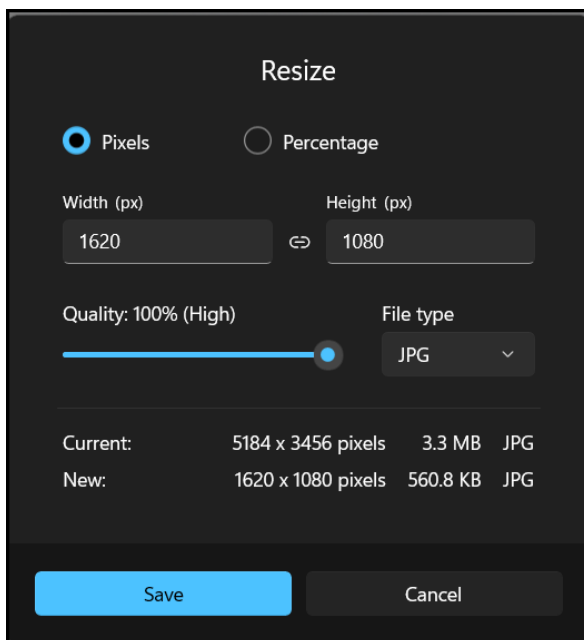 Resize
Pixels Percentage
Width (px) Height (px)
1620 1080
Quality: 100% (High) File type
JPG
Current: 5184 x 3456 pixels 3.3 MB JPG
New: 1620 x 1080 pixels 560.8 KB JPG
Save Cancel